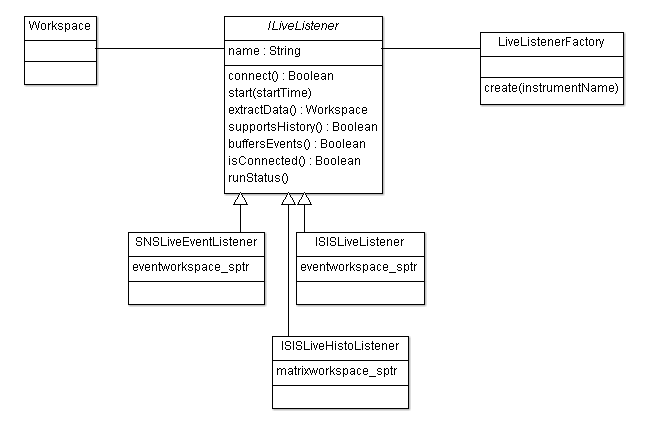 Workspace
ILiveListener
name : String
connect() : Boolean
start(startTime)
extractData() : Workspace
supportsHistory() : Boolean
buffersEvents() : Boolean
isConnected() : Boolean
runStatus()
LiveListenerFactory
create(instrumentName)
SNSLiveEventListener
eventworkspace_sptr
ISISLiveListener
eventworkspace_sptr
ISISLiveHistoListener
matrixworkspace_sptr